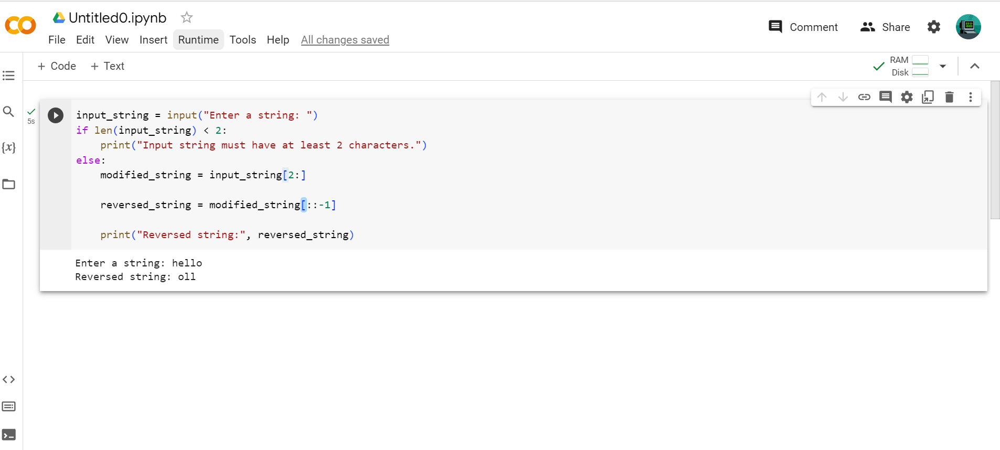 Untitled0.ipynb
File Edit View Insert Runtime Tools Help All changes saved
Comment Share
+ Code + Text
RAM
Disk
5s
{x}
input_string = input("Enter a string: ")
if len(input_string) < 2:
    print("Input string must have at least 2 characters.")
else:
    modified_string = input_string[2:]
    reversed_string = modified_string[::-1]
    print("Reversed string:", reversed_string)
Enter a string: hello
Reversed string: oll